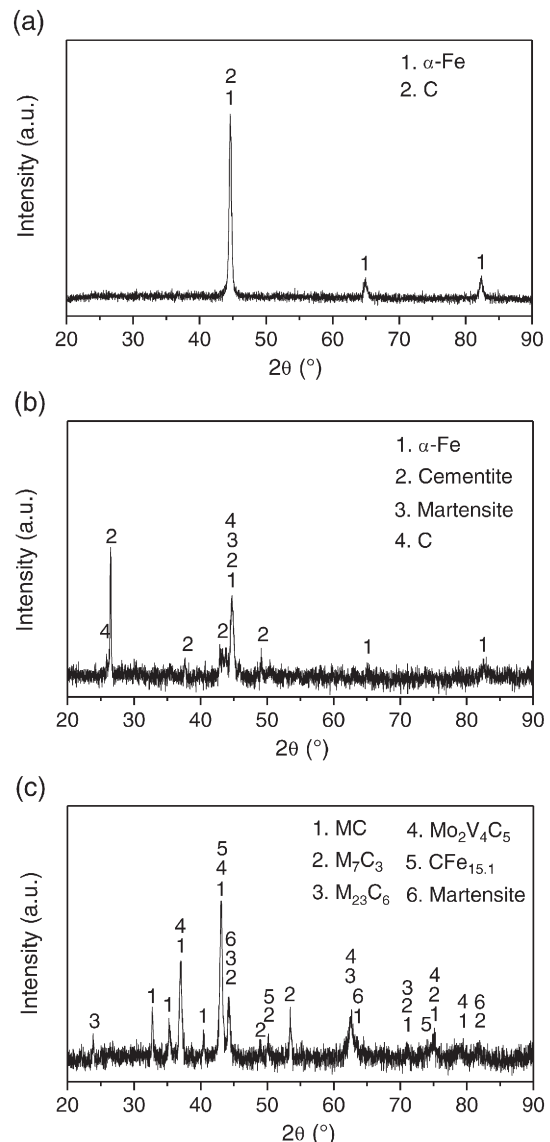 (a)
1. α-Fe
2. C
2
1
1
1
Intensity (a.u.)
20 30 40 50 60 70 80 90
2θ (°)
(b)
1. α-Fe
2. Cementite
3. Martensite
4. C
2
4
2
4
3
2
1
2
2
1
1
Intensity (a.u.)
20 30 40 50 60 70 80 90
2θ (°)
(c)
1. MC 4. Mo₂V₄C₅
2. M₇C₃ 5. CFe₁₅.₁
3. M₂₃C₆ 6. Martensite
3
1
1
4
1
1
5
4
1
6
3
2
2
5
2
2
4
3
6
1
3
2
1
5
4
2
1
4
1
6
2
Intensity (a.u.)
20 30 40 50 60 70 80 90
2θ (°)